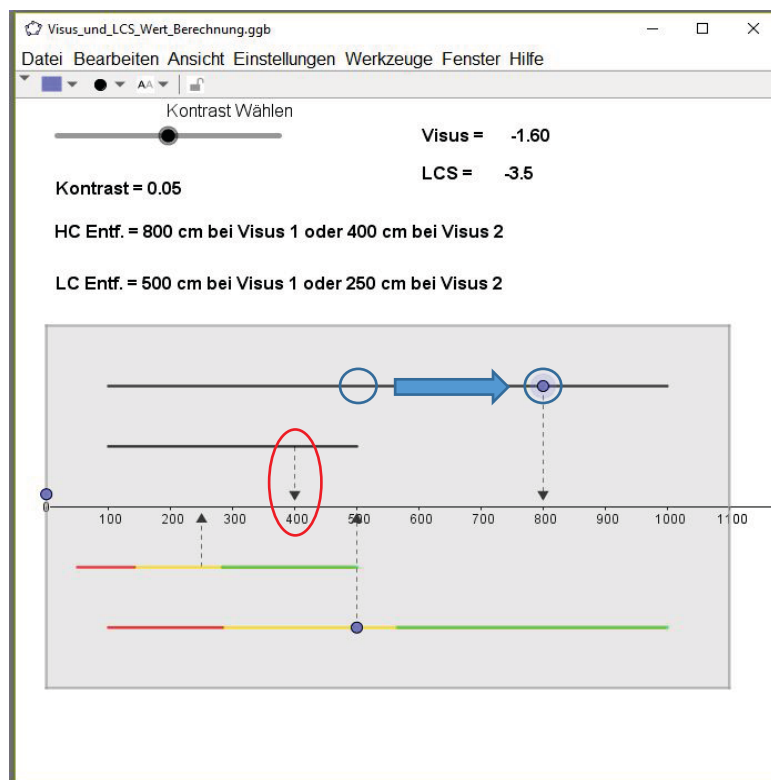 Visus_und_LCS_Wert_Berechnung.ggb
Datei Bearbeiten Ansicht Einstellungen Werkzeuge Fenster Hilfe
AA
Kontrast Wählen
Visus = -1.60
LCS = -3.5
Kontrast = 0.05
HC Entf. = 800 cm bei Visus 1 oder 400 cm bei Visus 2
LC Entf. = 500 cm bei Visus 1 oder 250 cm bei Visus 2
0 100 200 300 400 500 600 700 800 900 1000 1100